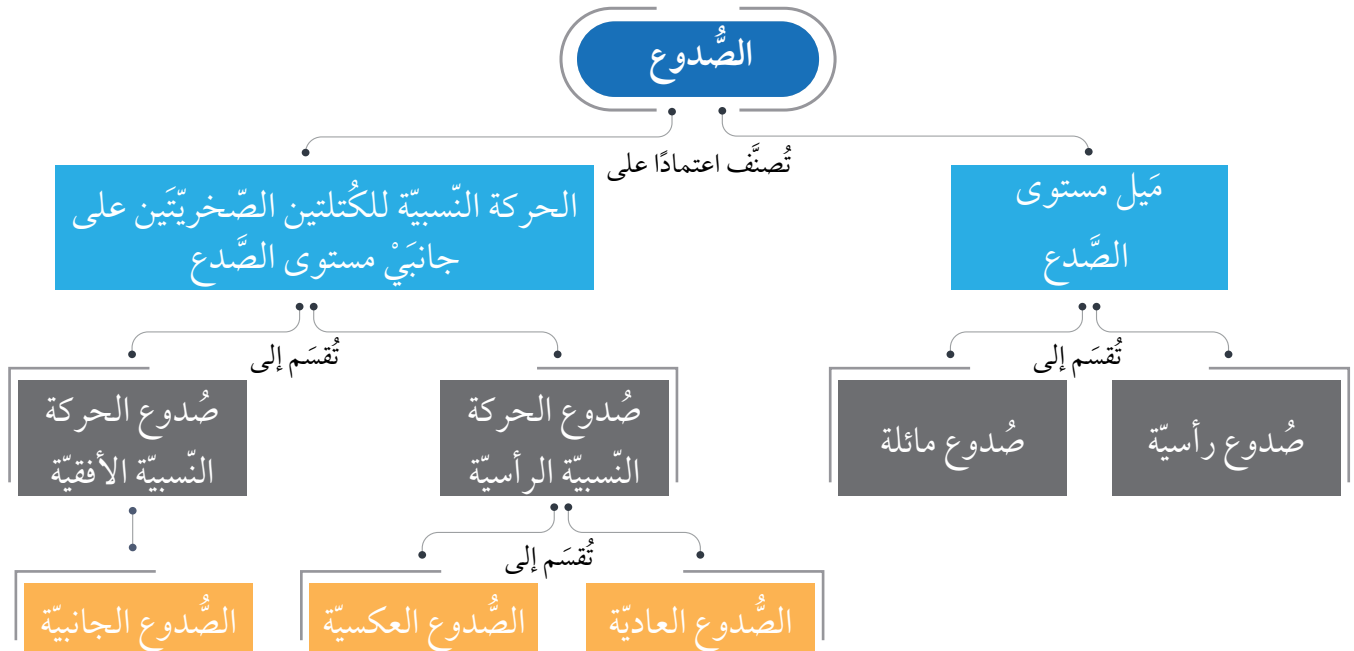 الصُّدوع
تُصنَّف اعتمادًا على
مَيل مستوى
الصَّدع
الحركة النّسبيّة للكُتلتين الصّخريّتَين على
جانبَيْ مستوى الصَّدع
تُقسَم إلى
تُقسَم إلى
صُدوع رأسيّة
صُدوع مائلة
صُدوع الحركة
النّسبيّة الرأسيّة
صُدوع الحركة
النّسبيّة الأفقيّة
تُقسَم إلى
الصُّدوع العاديّة
الصُّدوع العكسيّة
الصُّدوع الجانبيّة